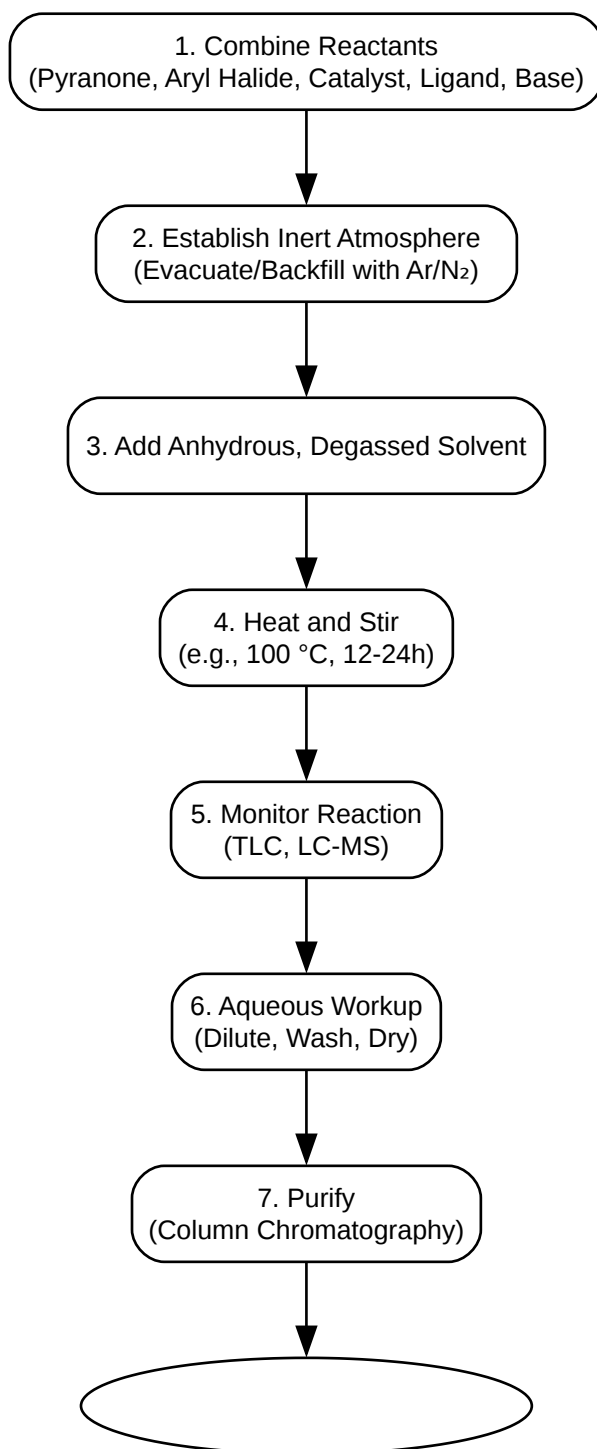 1. Combine Reactants
(Pyranone, Aryl Halide, Catalyst, Ligand, Base)
2. Establish Inert Atmosphere
(Evacuate/Backfill with Ar/N₂)
3. Add Anhydrous, Degassed Solvent
4. Heat and Stir
(e.g., 100 °C, 12-24h)
5. Monitor Reaction
(TLC, LC-MS)
6. Aqueous Workup
(Dilute, Wash, Dry)
7. Purify
(Column Chromatography)